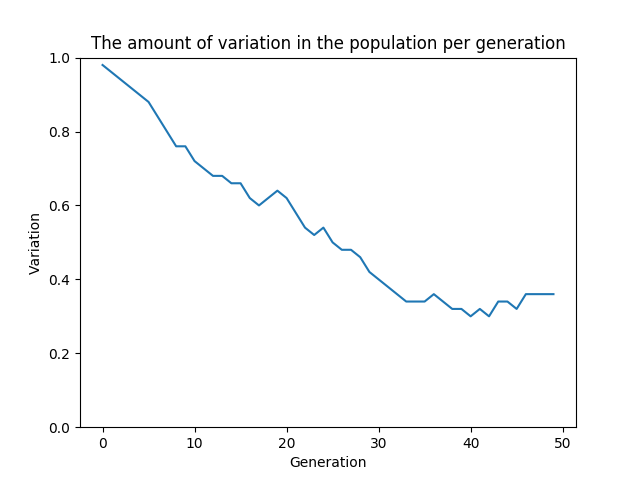 The amount of variation in the population per generation
1.0
0.8
0.6
0.4
0.2
0.0
Variation
0 10 20 30 40 50
Generation